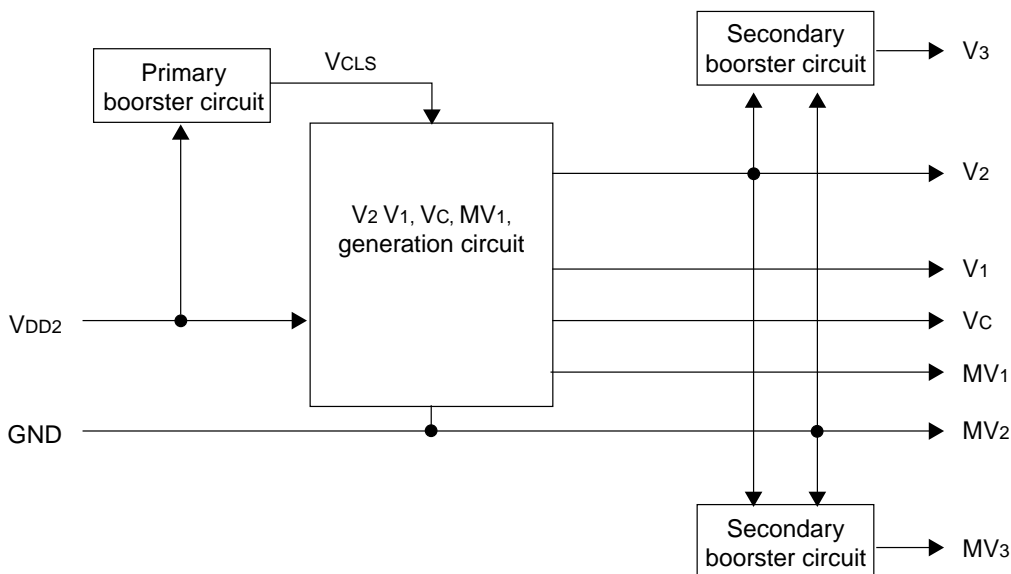 Primary
boorster circuit
VCLS
Secondary
boorster circuit
V3
V2
V2 V1, VC, MV1,
generation circuit
V1
VDD2
VC
MV1
GND
MV2
Secondary
boorster circuit
MV3